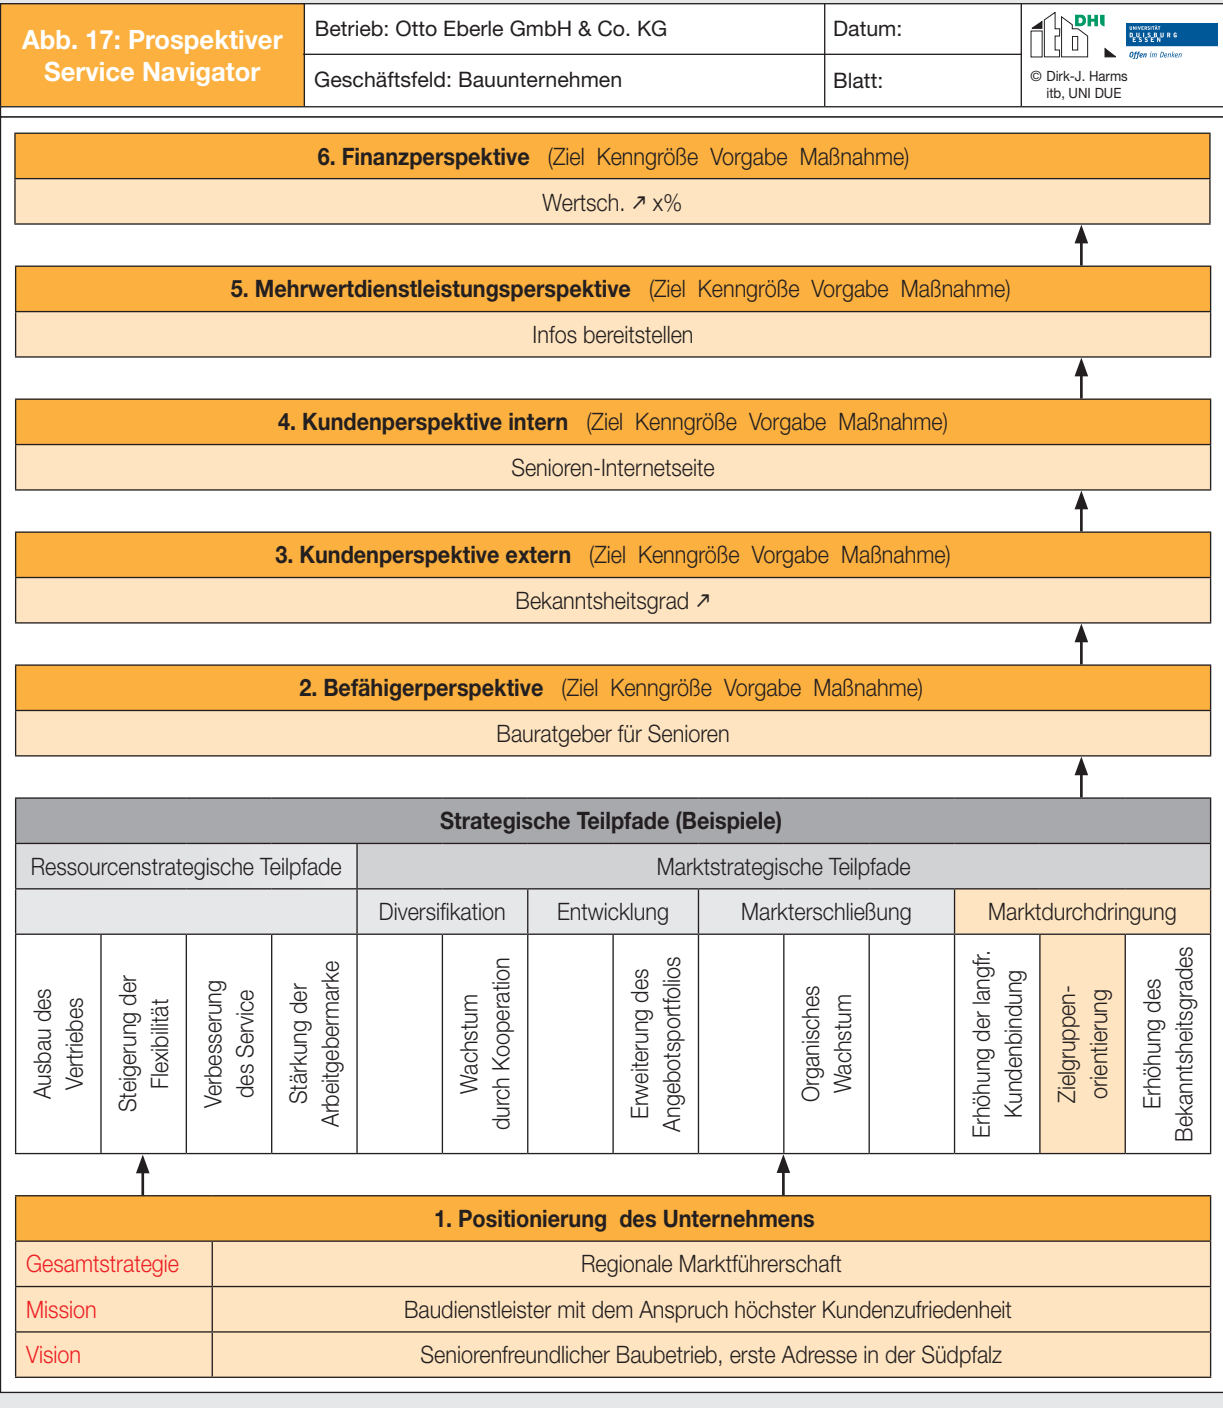 Abb. 17: Prospektiver
Service Navigator
Betrieb: Otto Eberle GmbH & Co. KG
Datum:
Geschäftsfeld: Bauunternehmen
Blatt:
itb
DHI
UNIVERSITÄT
DUISBURG
ESSEN
Offen im Denken
© Dirk-J. Harms
itb, UNI DUE
6. Finanzperspektive (Ziel Kenngröße Vorgabe Maßnahme)
Wertsch. ↗ x%
5. Mehrwertdienstleistungsperspektive (Ziel Kenngröße Vorgabe Maßnahme)
Infos bereitstellen
4. Kundenperspektive intern (Ziel Kenngröße Vorgabe Maßnahme)
Senioren-Internetseite
3. Kundenperspektive extern (Ziel Kenngröße Vorgabe Maßnahme)
Bekanntsheitsgrad ↗
2. Befähigerperspektive (Ziel Kenngröße Vorgabe Maßnahme)
Bauratgeber für Senioren
Strategische Teilpfade (Beispiele)
Ressourcenstrategische Teilpfade
Marktstrategische Teilpfade
Diversifikation
Entwicklung
Markterschließung
Marktdurchdringung
Ausbau des
Vertriebes
Steigerung der
Flexibilität
Verbesserung
des Service
Stärkung der
Arbeitgebermarke
Wachstum
durch Kooperation
Erweiterung des
Angebotsportfolios
Organisches
Wachstum
Erhöhung der langfr.
Kundenbindung
Zielgruppen-
orientierung
Erhöhung des
Bekanntsheitsgrades
1. Positionierung des Unternehmens
Gesamtstrategie
Regionale Marktführerschaft
Mission
Baudienstleister mit dem Anspruch höchster Kundenzufriedenheit
Vision
Seniorenfreundlicher Baubetrieb, erste Adresse in der Südpfalz